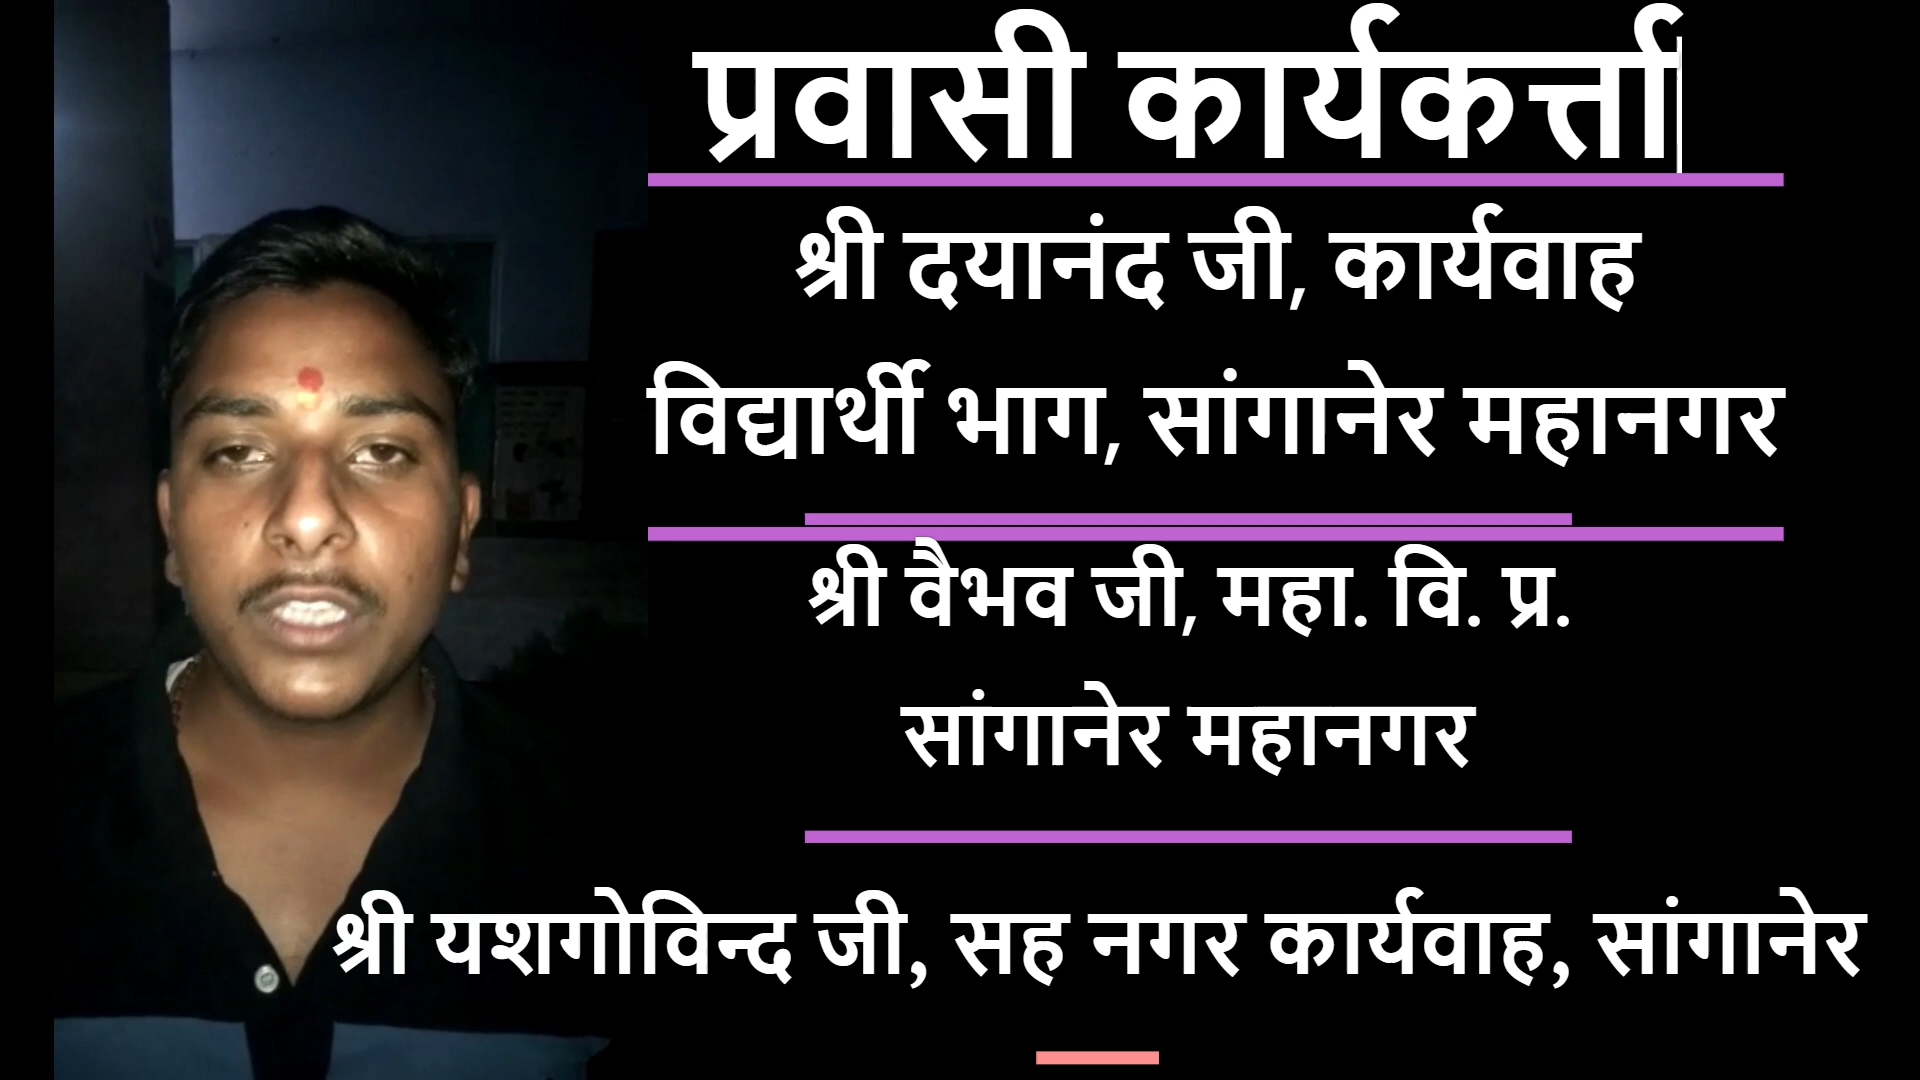 प्रवासी कार्यकर्त्ता
श्री दयानंद जी, कार्यवाह
विद्यार्थी भाग, सांगानेर महानगर
श्री वैभव जी, महा. वि. प्र.
सांगानेर महानगर
श्री यशगोविन्द जी, सह नगर कार्यवाह, सांगानेर